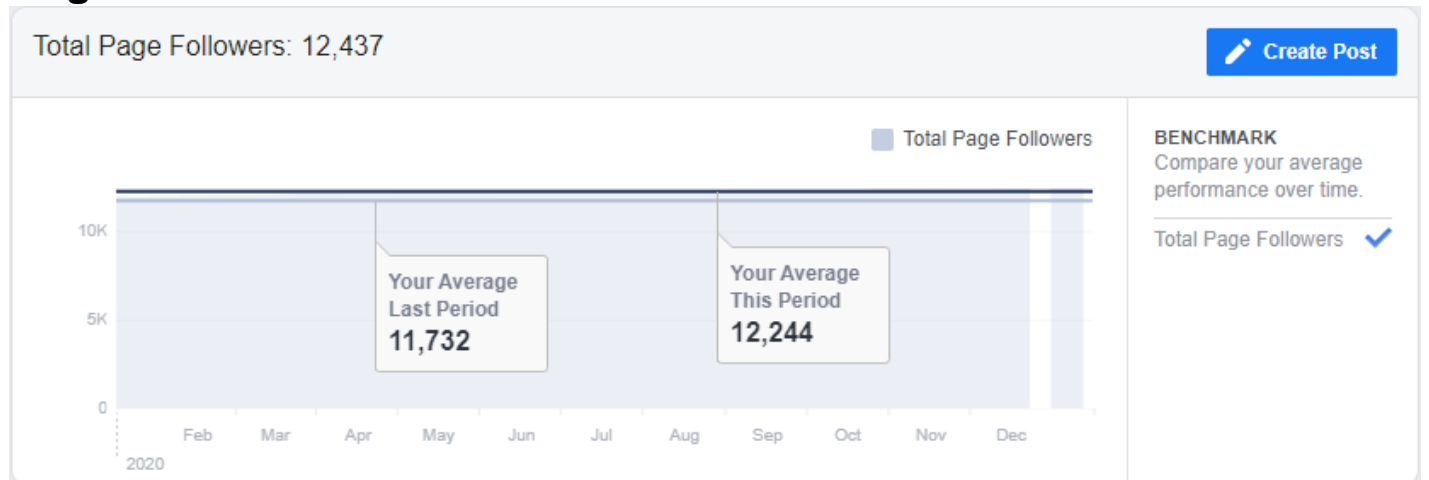 Total Page Followers: 12,437
Create Post
Total Page Followers
BENCHMARK
Compare your average
performance over time.
Total Page Followers
10K
5K
0
Your Average
Last Period
11,732
Your Average
This Period
12,244
Feb Mar Apr May Jun Jul Aug Sep Oct Nov Dec
2020